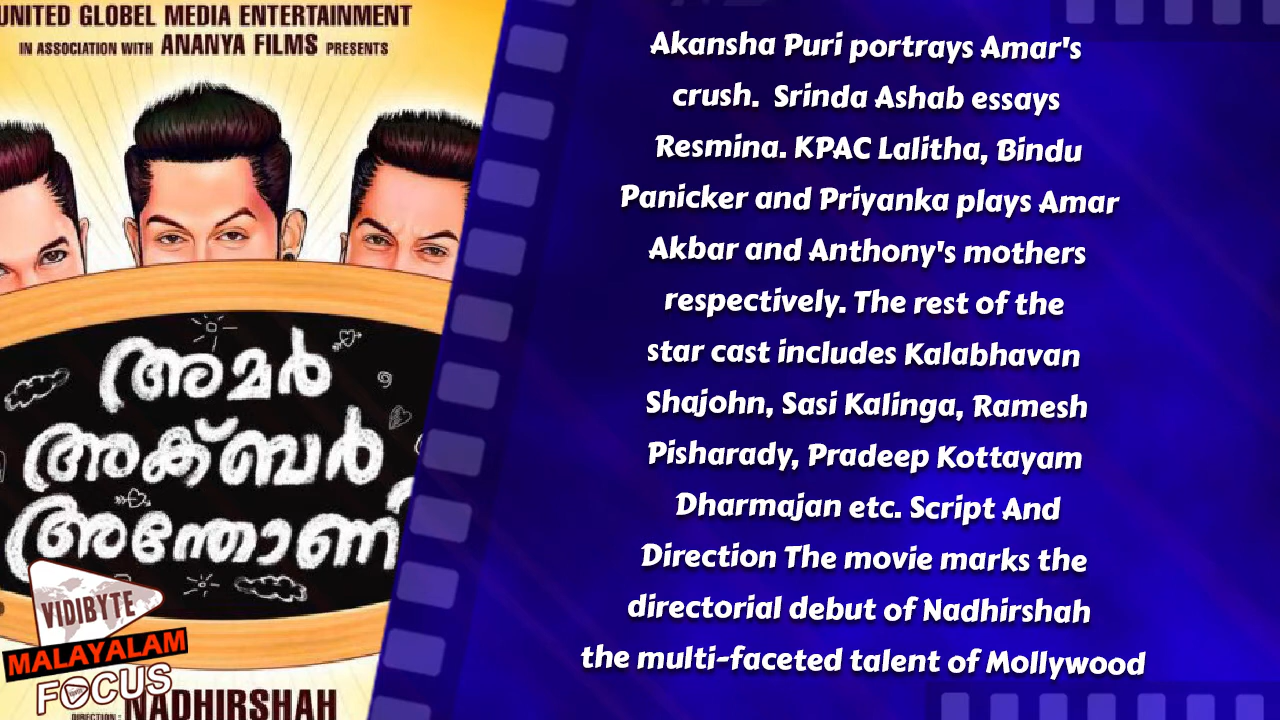 UNITED GLOBEL MEDIA ENTERTAINMENT
IN ASSOCIATION WITH ANANYA FILMS PRESENTS
അമർ
അക്ബർ
അന്തോണി
VIDIBYTE
MALAYALAM
FOCUS
DIRECTION: NADHIRSHAH
Akansha Puri portrays Amar's
crush. Srinda Ashab essays
Resmina. KPAC Lalitha, Bindu
Panicker and Priyanka plays Amar
Akbar and Anthony's mothers
respectively. The rest of the
star cast includes Kalabhavan
Shajohn, Sasi Kalinga, Ramesh
Pisharady, Pradeep Kottayam
Dharmajan etc. Script And
Direction The movie marks the
directorial debut of Nadhirshah
the multi-faceted talent of Mollywood